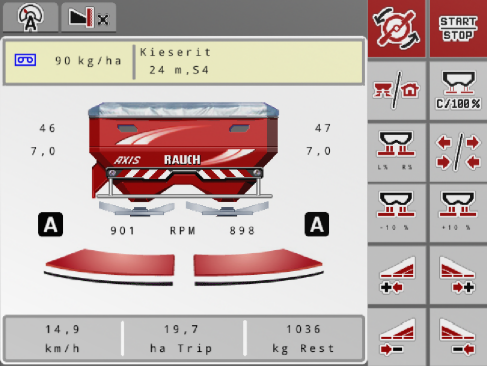 A
x
90 kg/ha
Kieserit
24 m,S4
START
STOP
C/100%
46
47
7,0
7,0
AXIS
RAUCH
L% R%
A
901 RPM 898
A
-10 % +10 %
14,9
km/h
19,7
ha Trip
1036
kg Rest